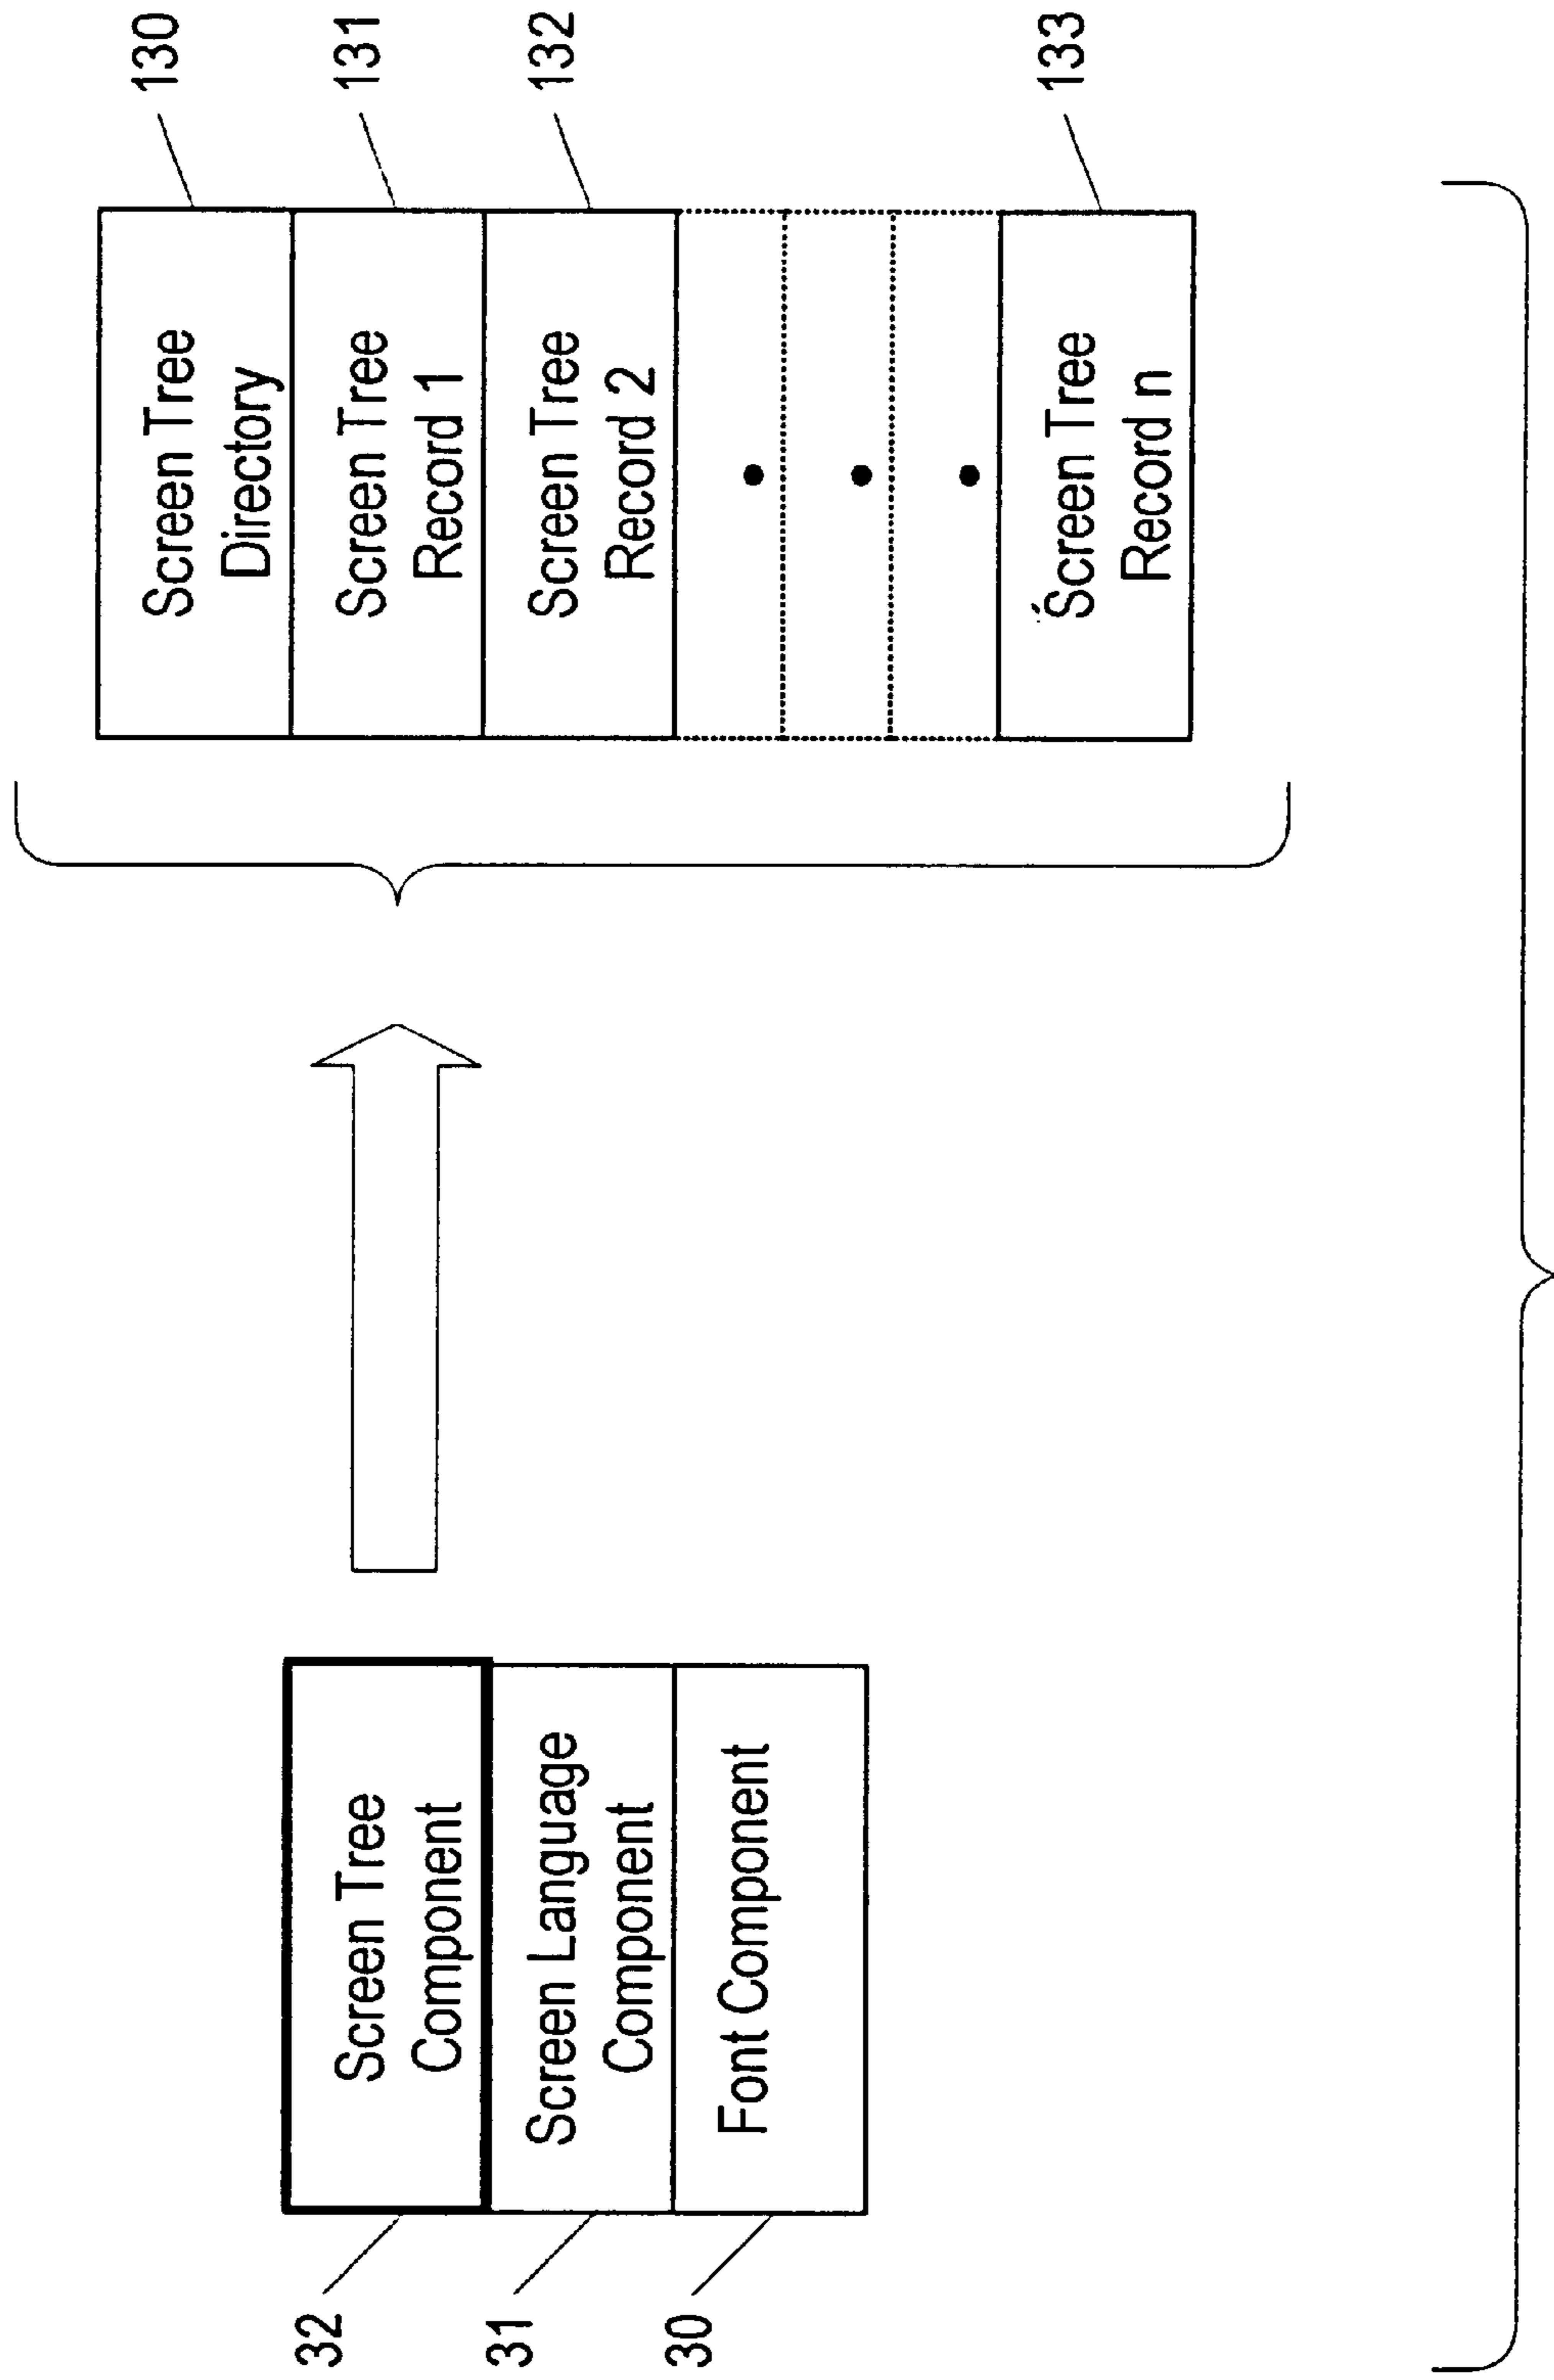 32
Screen Tree
Component
31
Screen Language
Component
30
Font Component
Screen Tree
Directory
130
Screen Tree
Record 1
131
Screen Tree
Record 2
132
Screen Tree
Record n
133